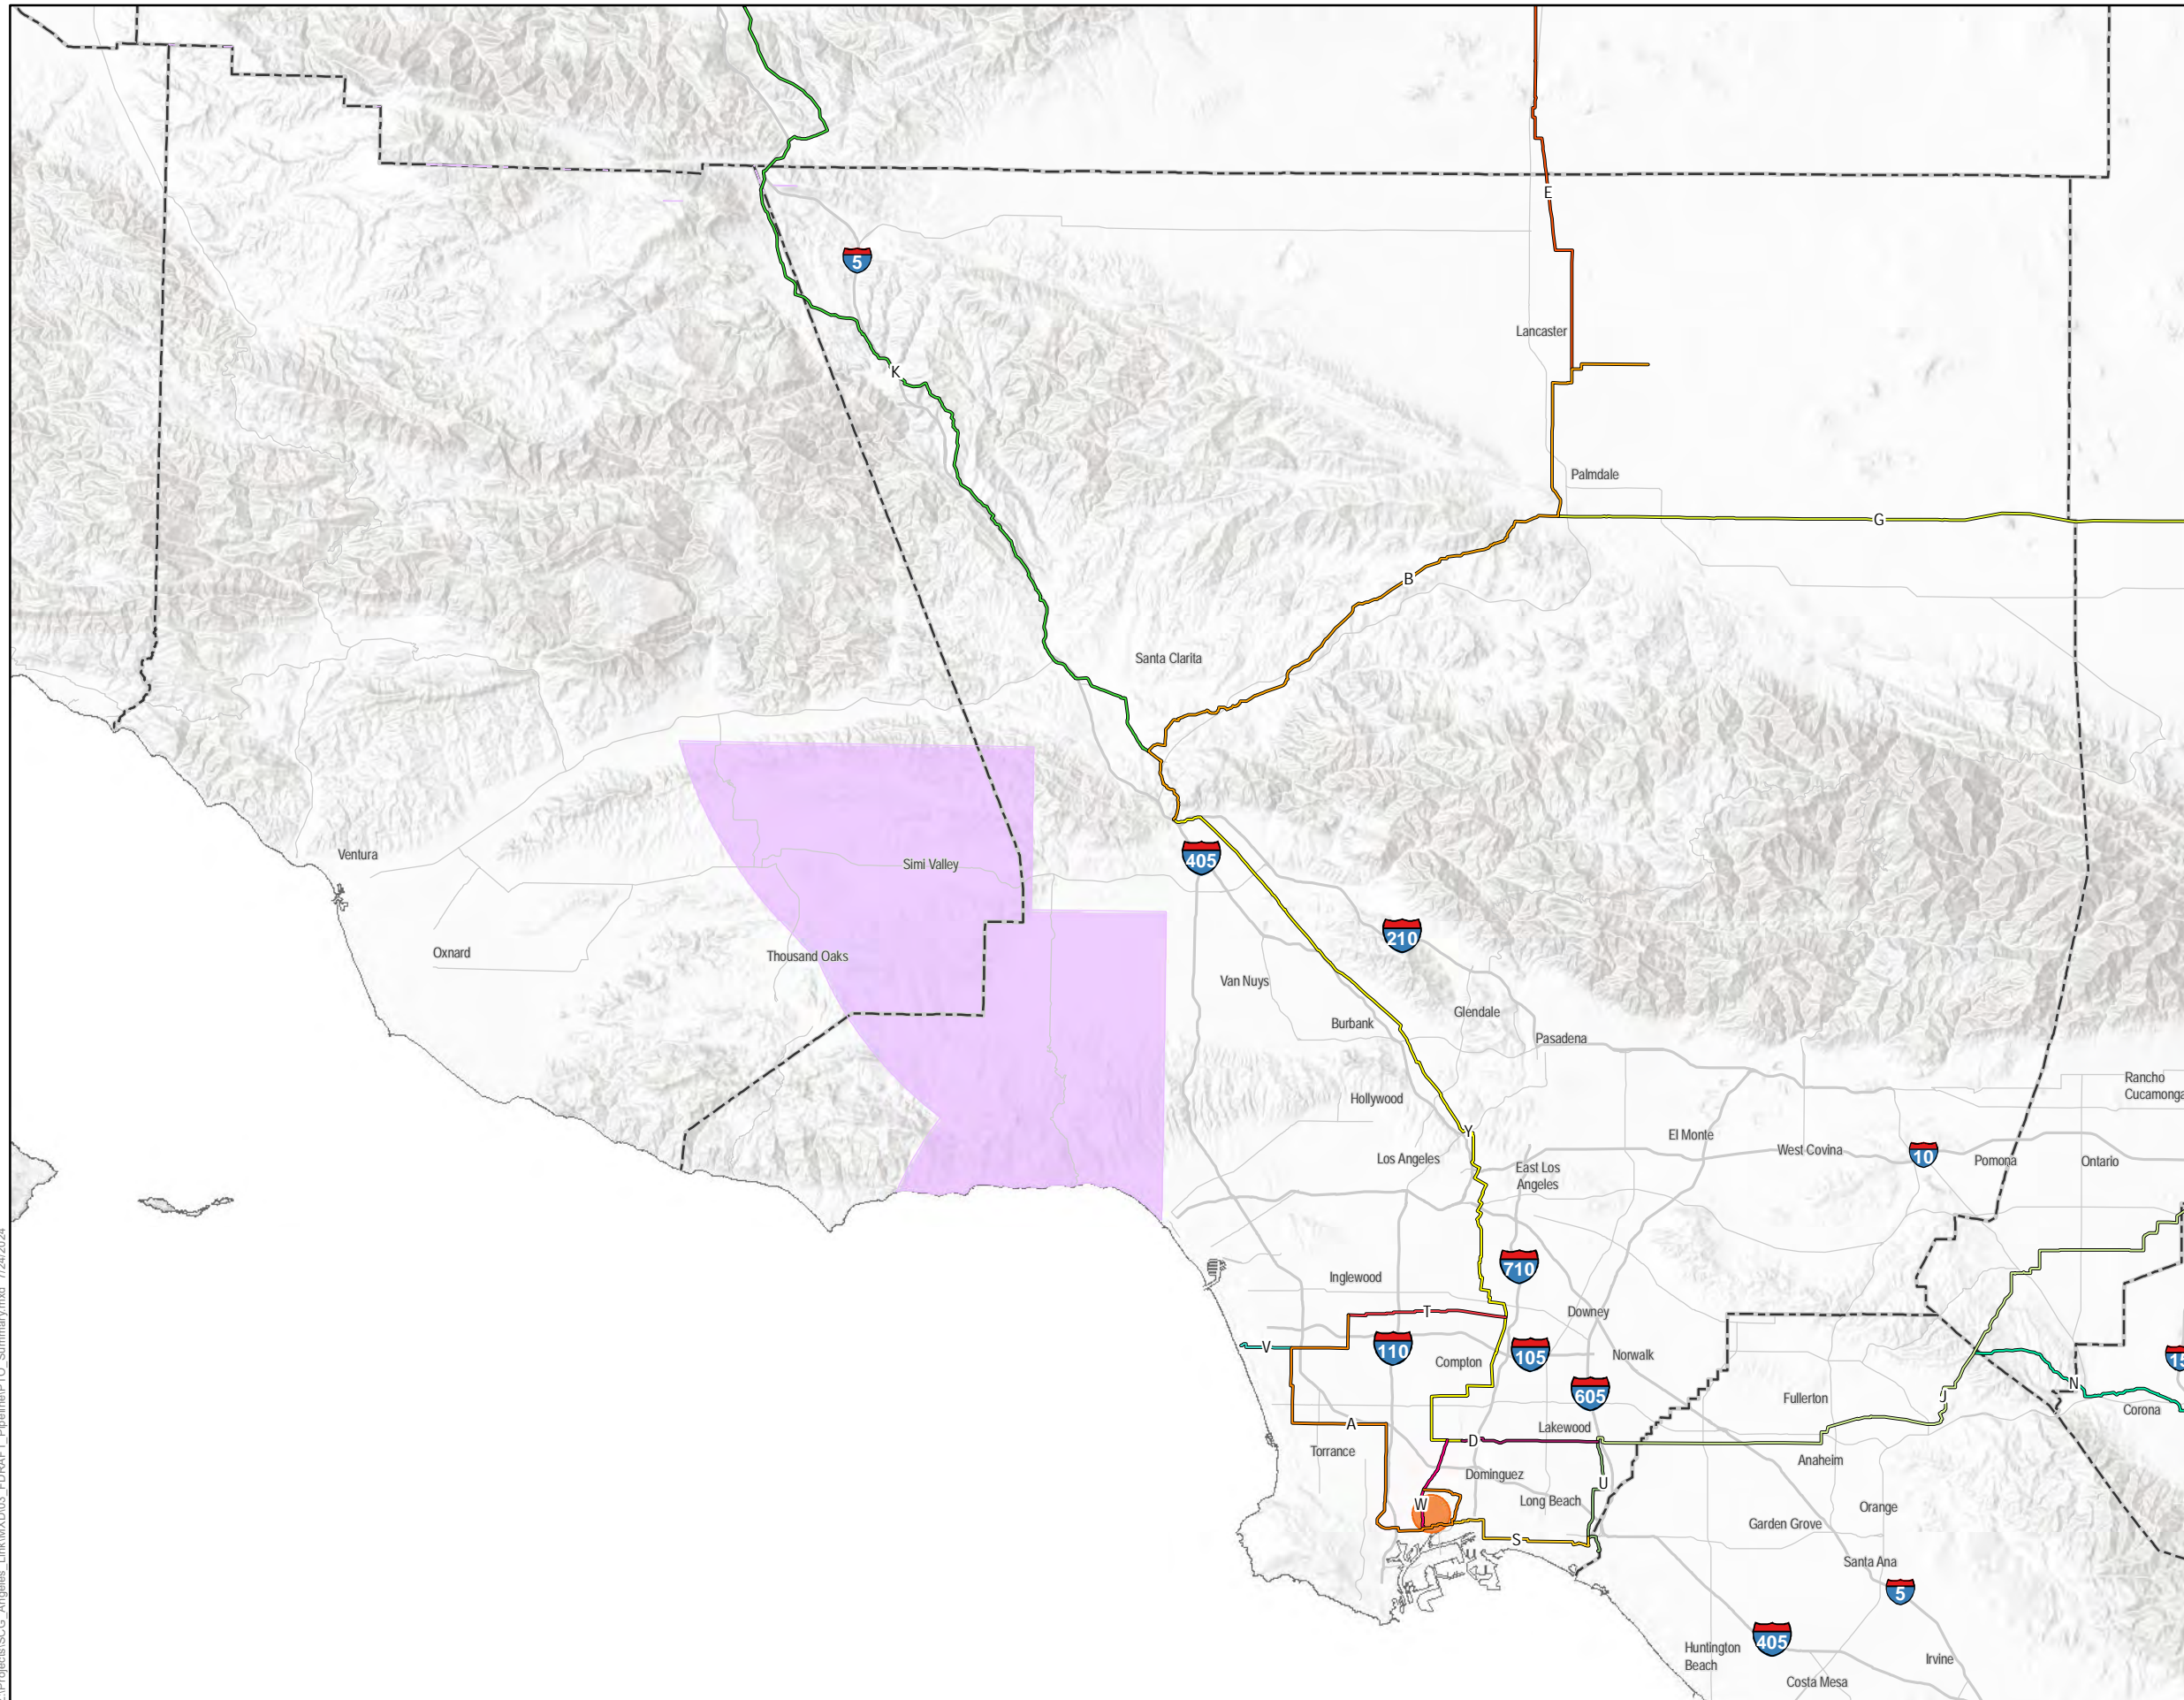 E
5
Lancaster
K
Palmdale
G
B
Santa Clarita
Ventura
Simi Valley
405
210
Oxnard
Thousand Oaks
Van Nuys
Glendale
Burbank
Pasadena
Rancho
Cucamonga
Hollywood
Y
El Monte
Los Angeles
East Los
Angeles
West Covina
10
Pomona
Ontario
Inglewood
710
T
Downey
V
110
Compton
105
Norwalk
15
605
N
Fullerton
J
Corona
A
Lakewood
Torrance
D
Anaheim
Dominguez
U
W
Long Beach
Orange
Garden Grove
S
Santa Ana
5
405
Huntington
Beach
Irvine
Costa Mesa